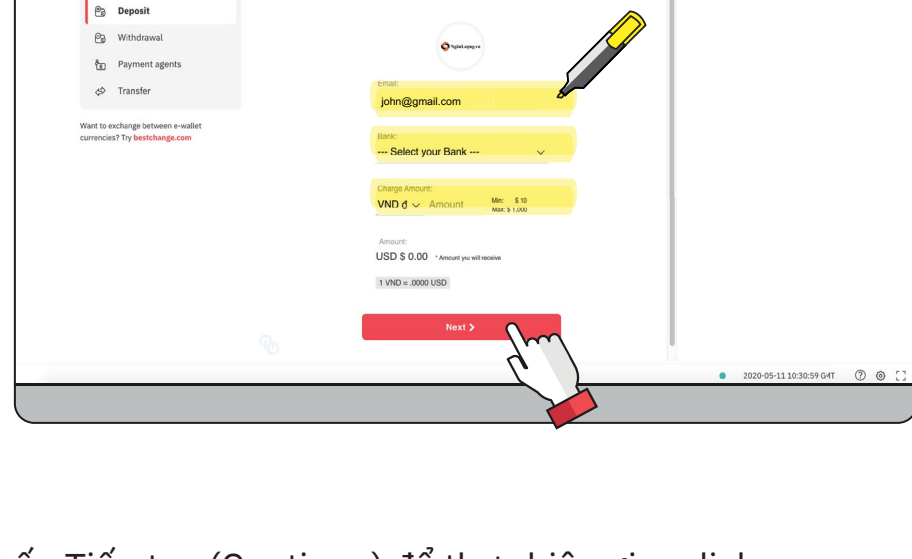 Deposit
Withdrawal
Payment agents
Transfer
Want to exchange between e-wallet
currencies? Try bestchange.com
NganLuong.vn
Email:
john@gmail.com
Bank:
--- Select your Bank ---
Charge Amount:
VND ₫ Amount Min: $ 10
Max: $ 1,000
Amount:
USD $ 0.00 * Amount you will receive
1 VND = .0000 USD
Next
2020-05-11 10:30:59 GMT